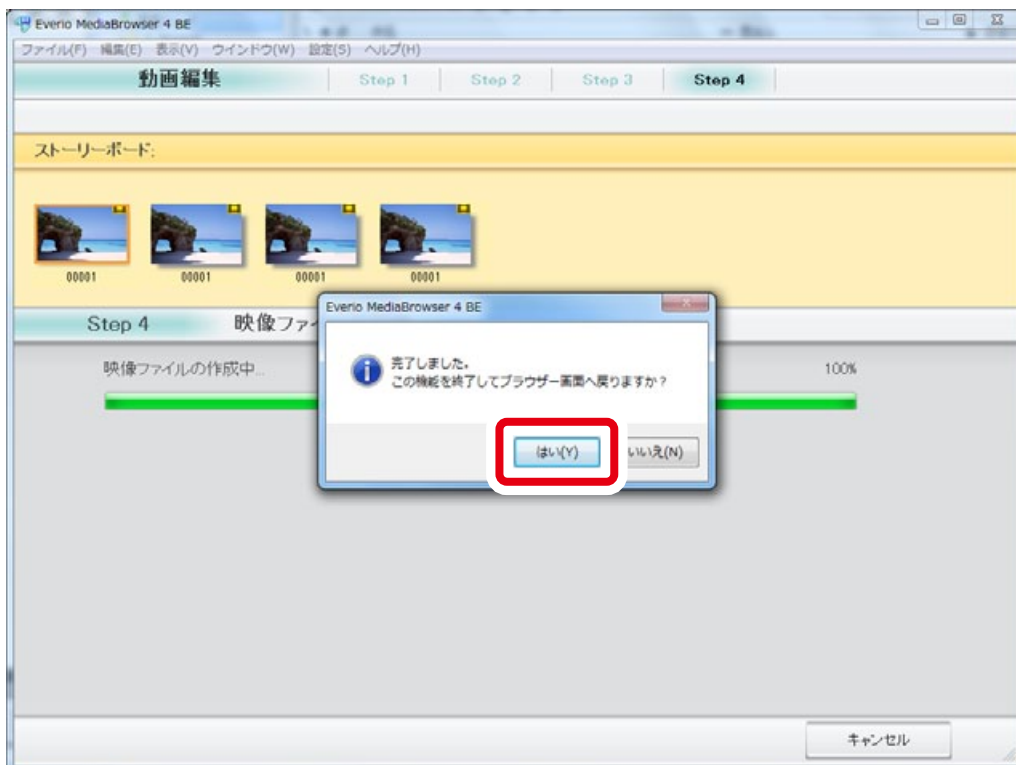 Everio MediaBrowser 4 BE
ファイル(F) 編集(E) 表示(V) ウインドウ(W) 設定(S) ヘルプ(H)
動画編集 Step 1 Step 2 Step 3 Step 4
ストーリーボード:
00001 00001 00001 00001
Step 4 映像ファイ
Everio MediaBrowser 4 BE
映像ファイルの作成中... 100%
完了しました。
この機能を終了してブラウザー画面へ戻りますか?
はい(Y) いいえ(N)
キャンセル